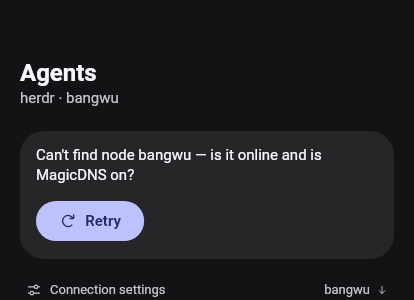 Agents
herdr · bangwu
Can't find node bangwu — is it online and is
MagicDNS on?
Retry
Connection settings
bangwu ↓